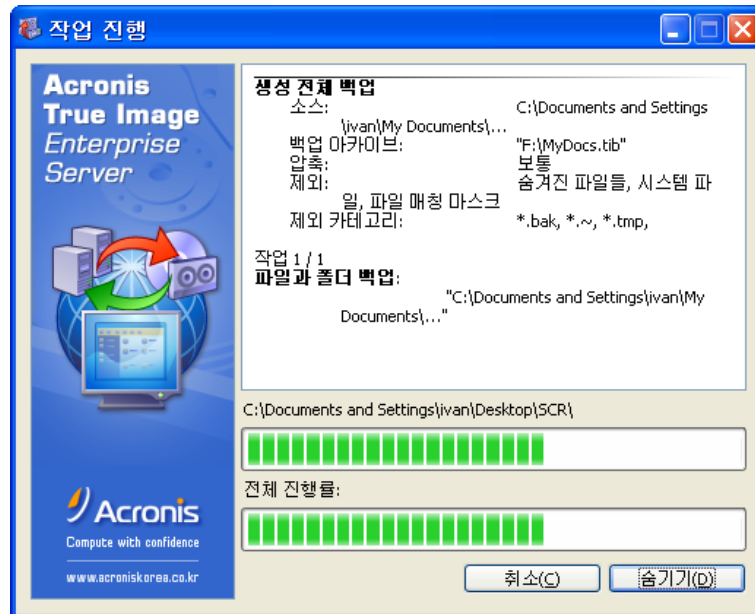 작업 진행
Acronis
True Image
Enterprise
Server
Acronis
Compute with confidence
www.acroniskorea.co.kr
생성 전체 백업
소스: C:\Documents and Settings
\ivan\My Documents\...
백업 아카이브: "F:\MyDocs.tib"
압축: 보통
제외: 숨겨진 파일들, 시스템 파
일, 파일 매칭 마스크
제외 카테고리: *.bak, *.~, *.tmp,
작업 1 / 1
파일과 폴더 백업:
"C:\Documents and Settings\ivan\My
Documents\..."
C:\Documents and Settings\ivan\Desktop\SCR\
전체 진행률:
취소(C) 숨기기(D)